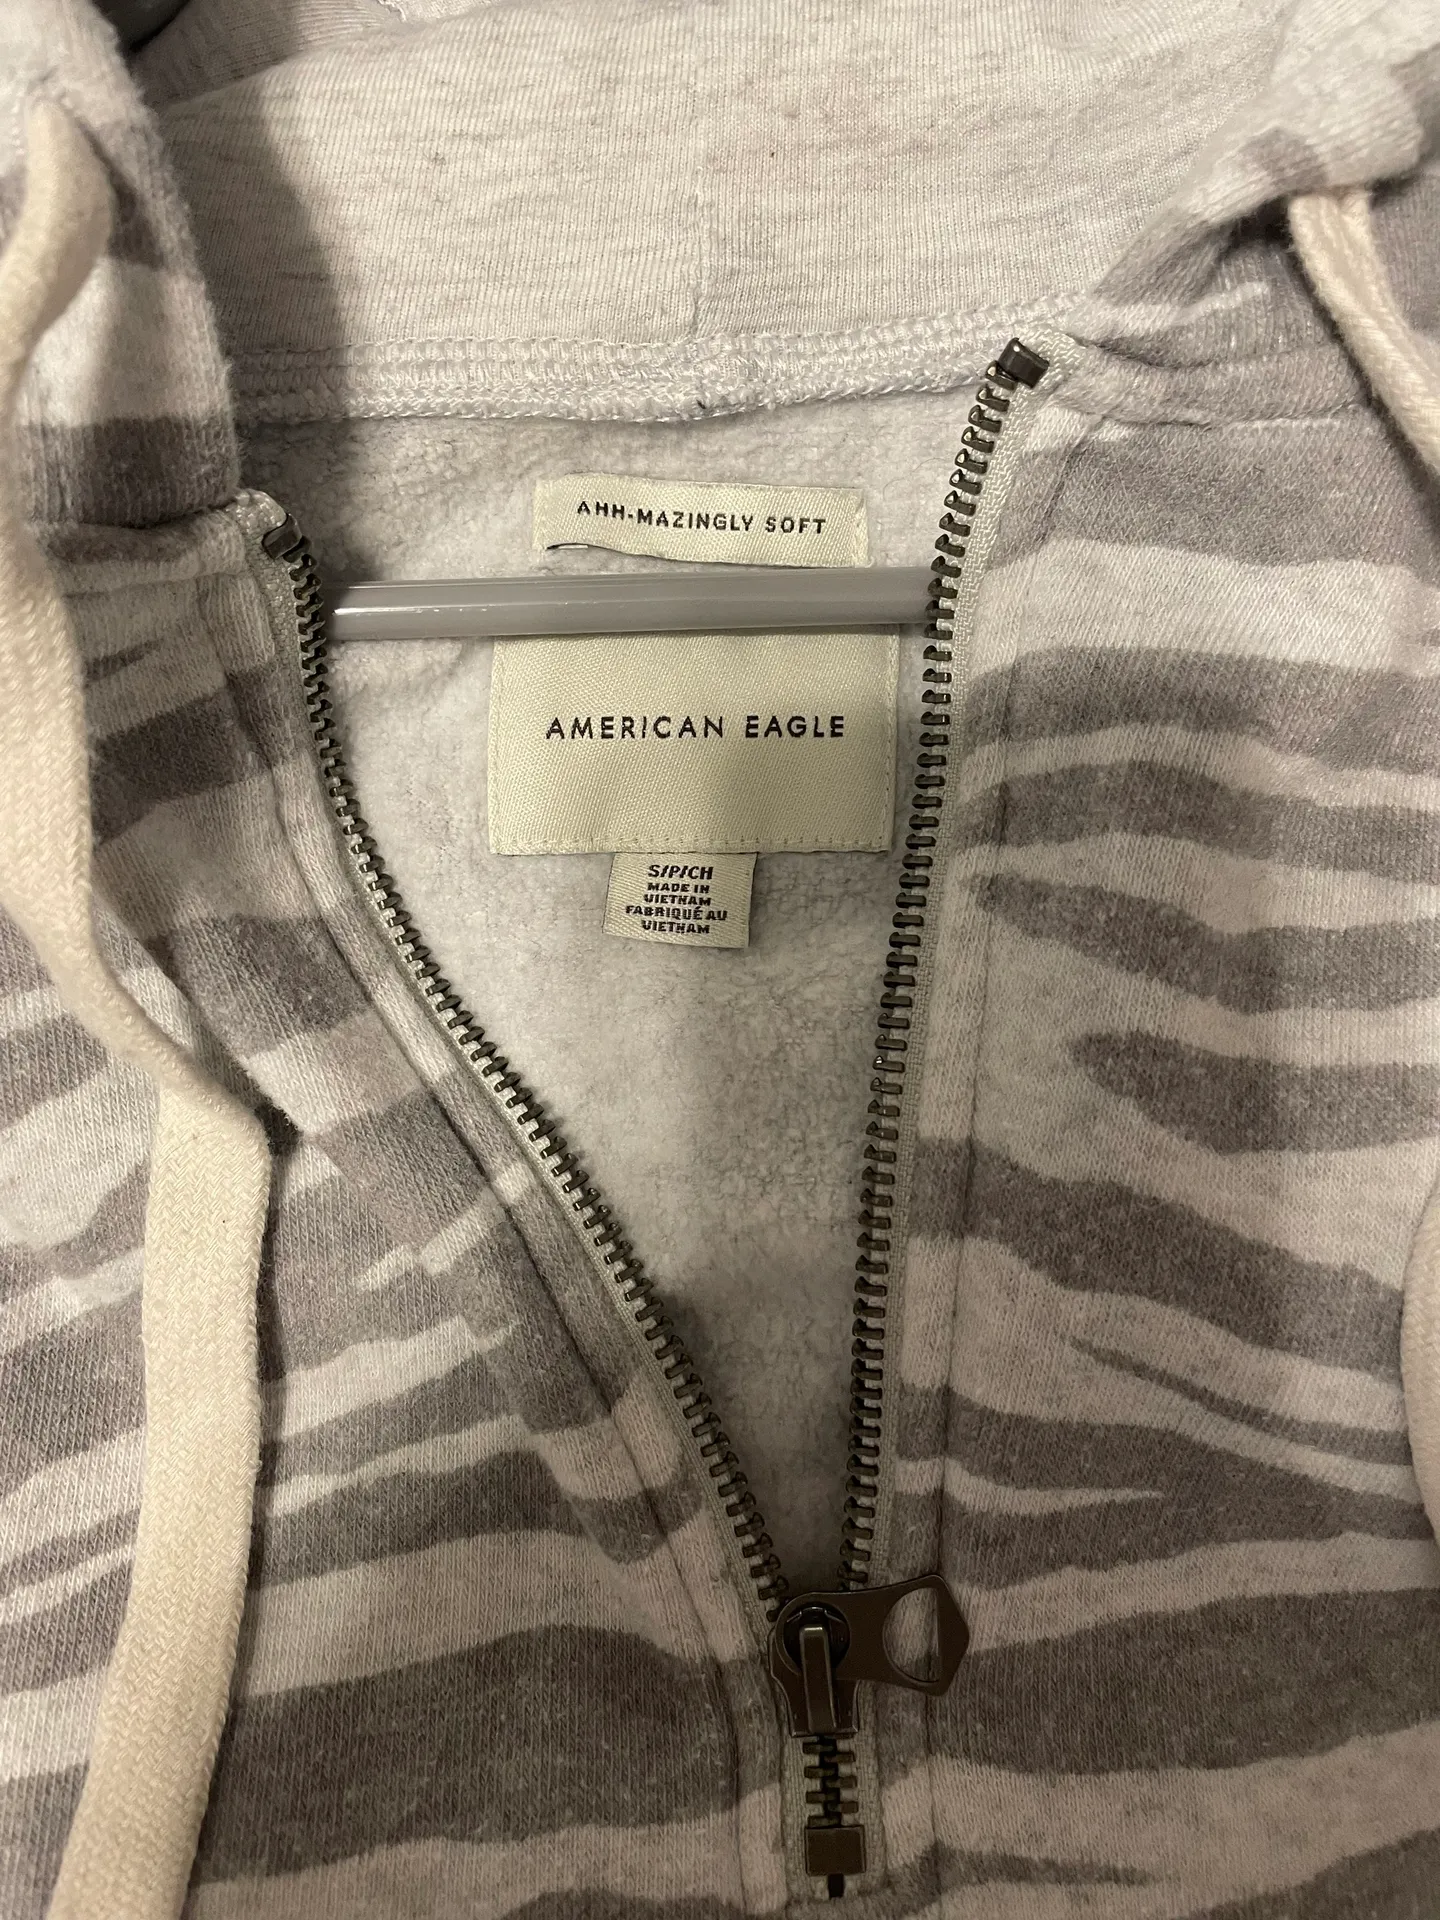 AHH-MAZINGLY SOFT
AMERICAN EAGLE
S/P/CH
MADE IN
VIETNAM
FABRIQUÉ AU
VIETNAM